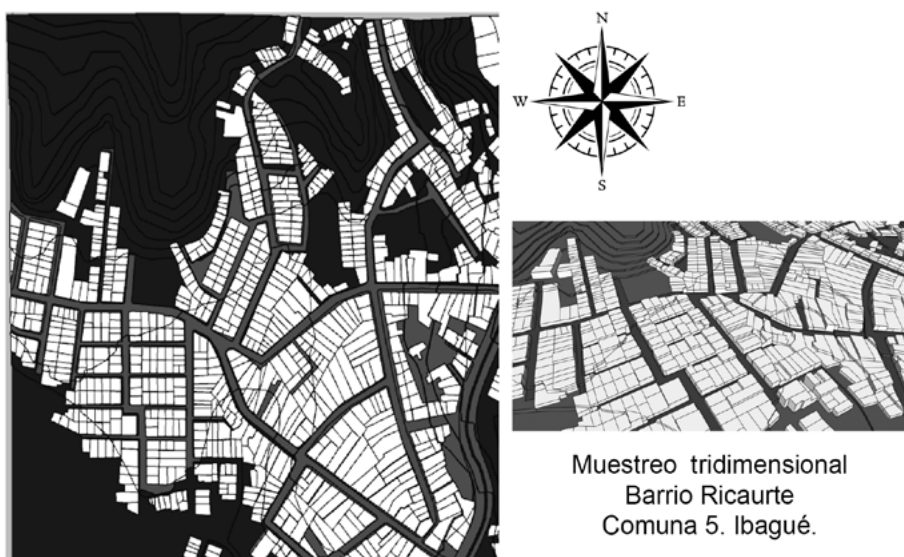 N
W E
S
Muestreo tridimensional
Barrio Ricaurte
Comuna 5. Ibagué.